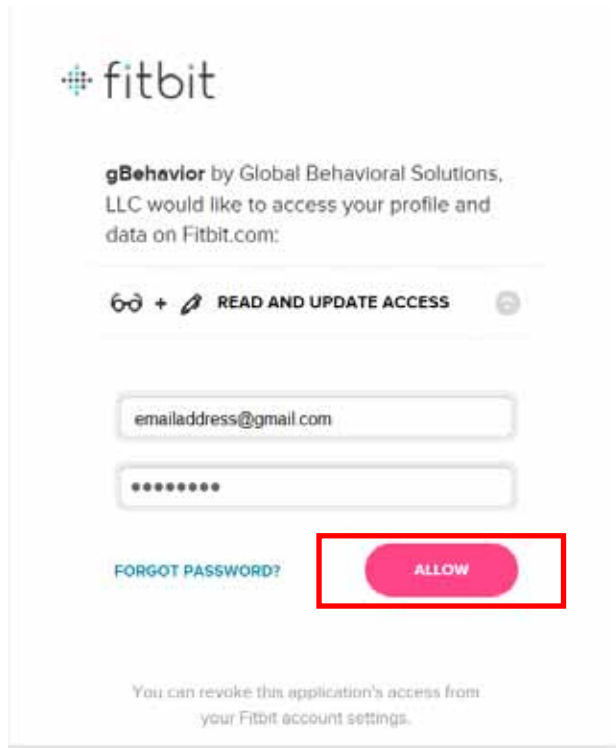 fitbit
gBehavior by Global Behavioral Solutions,
LLC would like to access your profile and
data on Fitbit.com:
+ READ AND UPDATE ACCESS
emailaddress@gmail.com
••••••••
FORGOT PASSWORD? ALLOW
You can revoke this application's access from
your Fitbit account settings.